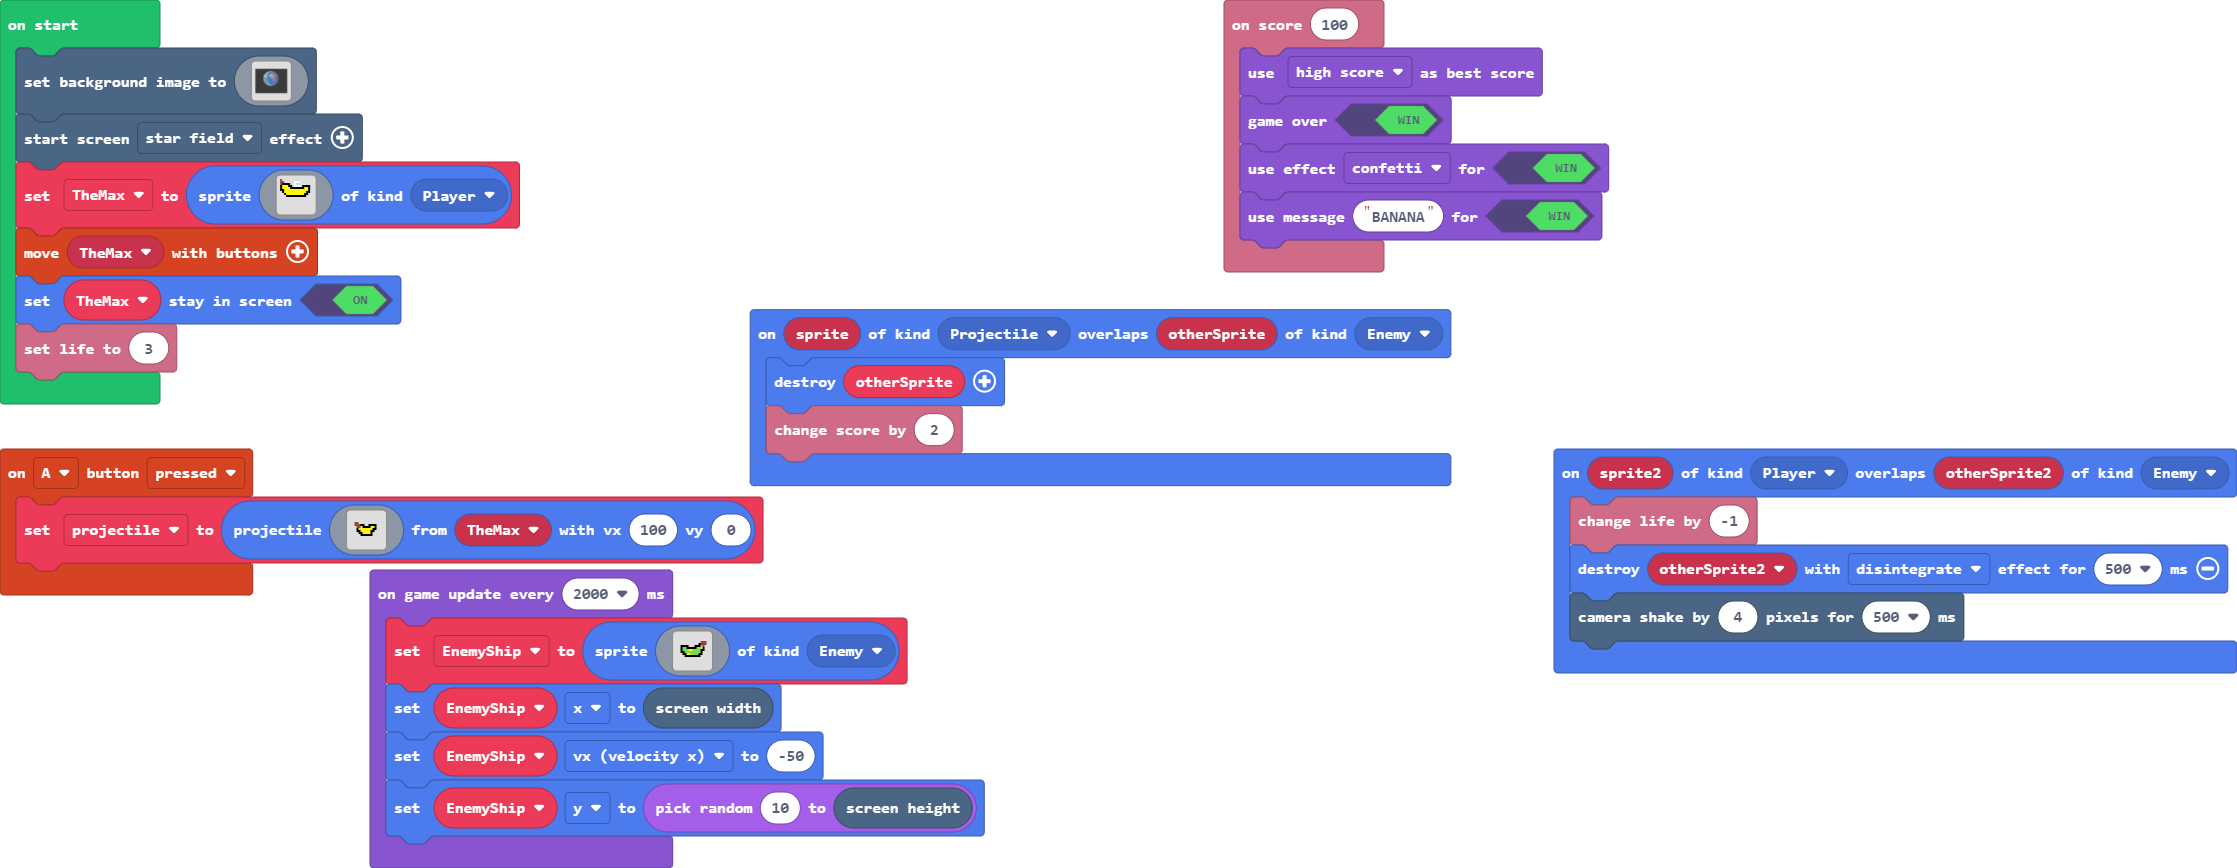 on start
set background image to
start screen star field effect
set TheMax to sprite of kind Player
move TheMax with buttons
set TheMax stay in screen ON
set life to 3
on score 100
use high score as best score
game over WIN
use effect confetti for WIN
use message "BANANA" for WIN
on sprite of kind Projectile overlaps otherSprite of kind Enemy
destroy otherSprite
change score by 2
on A button pressed
set projectile to projectile from TheMax with vx 100 vy 0
on sprite2 of kind Player overlaps otherSprite2 of kind Enemy
change life by -1
destroy otherSprite2 with disintegrate effect for 500 ms
camera shake by 4 pixels for 500 ms
on game update every 2000 ms
set EnemyShip to sprite of kind Enemy
set EnemyShip x to screen width
set EnemyShip vx (velocity x) to -50
set EnemyShip y to pick random 10 to screen height